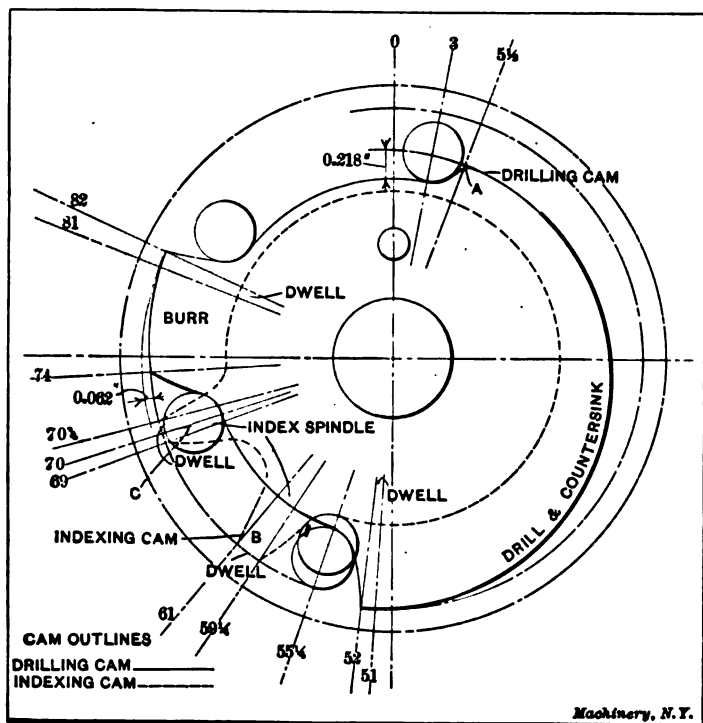 0
3
5½
0.218"
A
DRILLING CAM
82
81
DWELL
BURR
74
0.062"
INDEX SPINDLE
70¾
70
DWELL
69
C
DWELL
DRILL & COUNTERSINK
INDEXING CAM
B
DWELL
61
59¼
55¼
52
51
CAM OUTLINES
DRILLING CAM
INDEXING CAM
Machinery, N.Y.